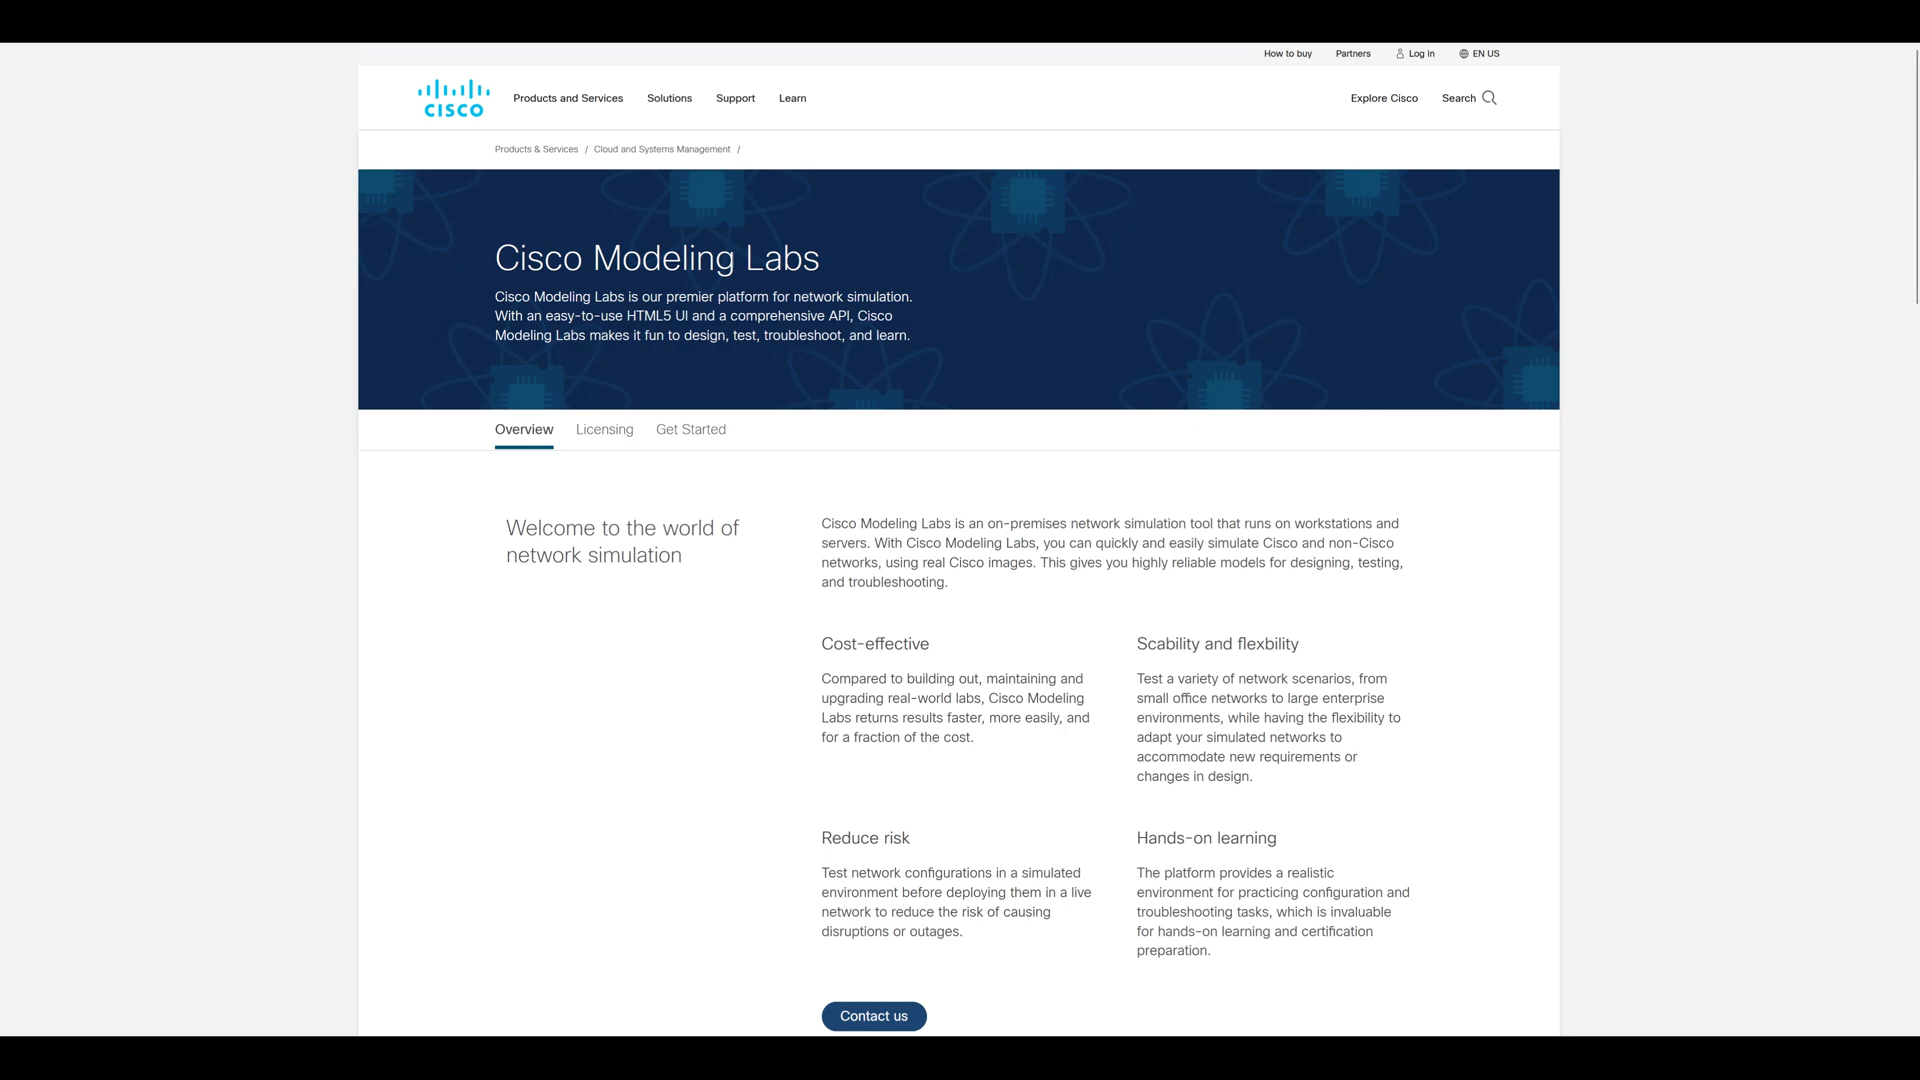 How to buy Partners Log in EN US
CISCO Products and Services Solutions Support Learn Explore Cisco Search
Products & Services / Cloud and Systems Management /
Cisco Modeling Labs
Cisco Modeling Labs is our premier platform for network simulation.
With an easy-to-use HTML5 UI and a comprehensive API, Cisco
Modeling Labs makes it fun to design, test, troubleshoot, and learn.
Overview Licensing Get Started
Welcome to the world of
network simulation
Cisco Modeling Labs is an on-premises network simulation tool that runs on workstations and
servers. With Cisco Modeling Labs, you can quickly and easily simulate Cisco and non-Cisco
networks, using real Cisco images. This gives you highly reliable models for designing, testing,
and troubleshooting.
Cost-effective
Compared to building out, maintaining and
upgrading real-world labs, Cisco Modeling
Labs returns results faster, more easily, and
for a fraction of the cost.
Scability and flexbility
Test a variety of network scenarios, from
small office networks to large enterprise
environments, while having the flexibility to
adapt your simulated networks to
accommodate new requirements or
changes in design.
Reduce risk
Test network configurations in a simulated
environment before deploying them in a live
network to reduce the risk of causing
disruptions or outages.
Hands-on learning
The platform provides a realistic
environment for practicing configuration and
troubleshooting tasks, which is invaluable
for hands-on learning and certification
preparation.
Contact us